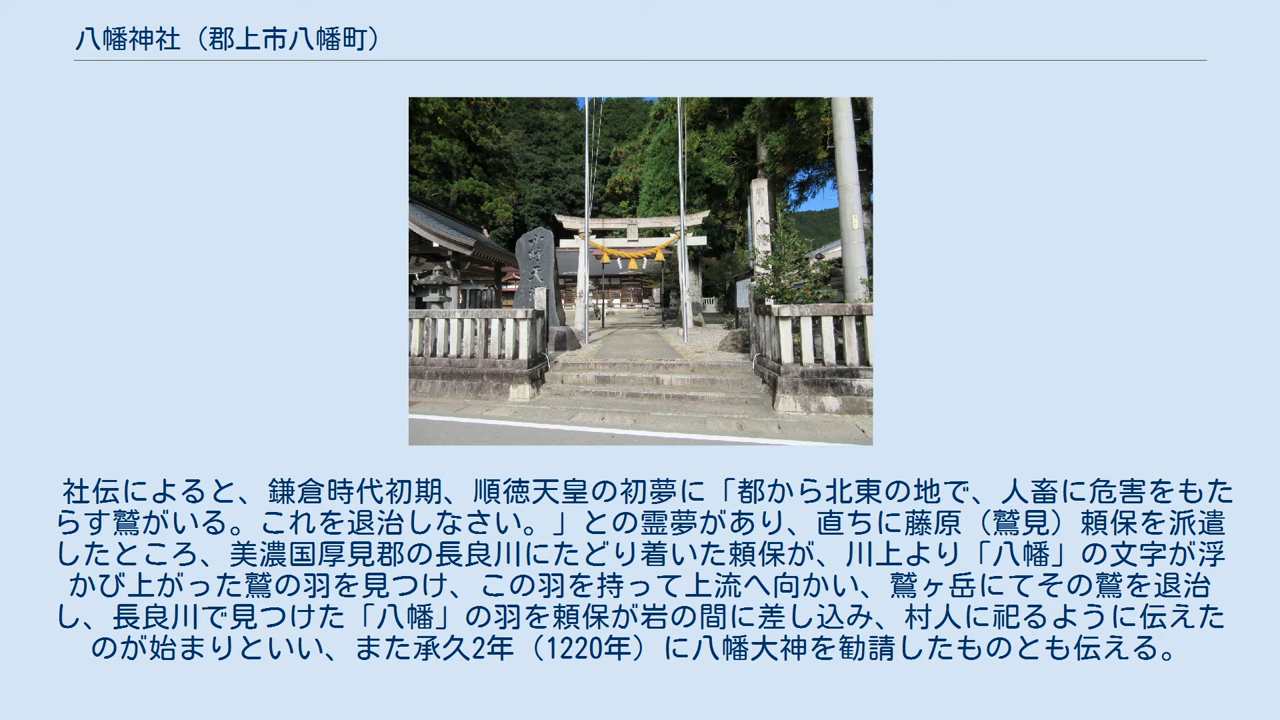 八幡神社（郡上市八幡町）
社伝によると、鎌倉時代初期、順徳天皇の初夢に「都から北東の地で、人畜に危害をもた
らす鷲がいる。これを退治しなさい。」との霊夢があり、直ちに藤原（鷲見）頼保を派遣
したところ、美濃国厚見郡の長良川にたどり着いた頼保が、川上より「八幡」の文字が浮
かび上がった鷲の羽を見つけ、この羽を持って上流へ向かい、鷲ヶ岳にてその鷲を退治
し、長良川で見つけた「八幡」の羽を頼保が岩の間に差し込み、村人に祀るように伝えた
のが始まりといい、また承久2年（1220年）に八幡大神を勧請したものとも伝える。